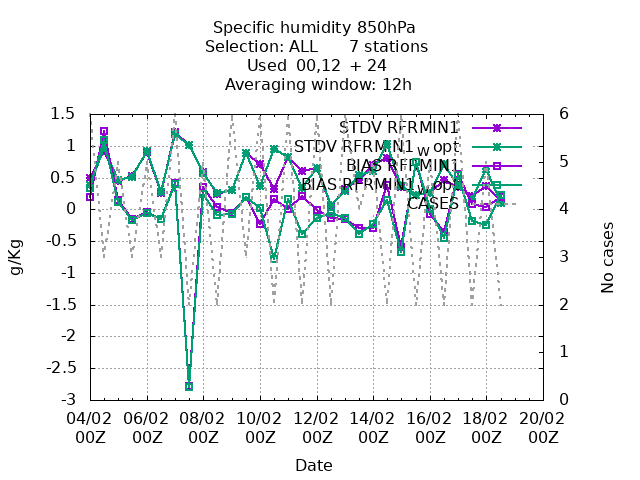 Specific humidity 850hPa
Selection: ALL 7 stations
Used 00,12 + 24
Averaging window: 12h
STDV RFRMIN1
STDV RFRMIN1_W_opt
BIAS RFRMIN1
BIAS RFRMIN1_W_opt
CASES
g/Kg
1.5
1
0.5
0
-0.5
-1
-1.5
-2
-2.5
-3
6
5
4
3
2
1
0
No cases
04/02 06/02 08/02 10/02 12/02 14/02 16/02 18/02 20/02
00Z 00Z 00Z 00Z 00Z 00Z 00Z 00Z 00Z
Date